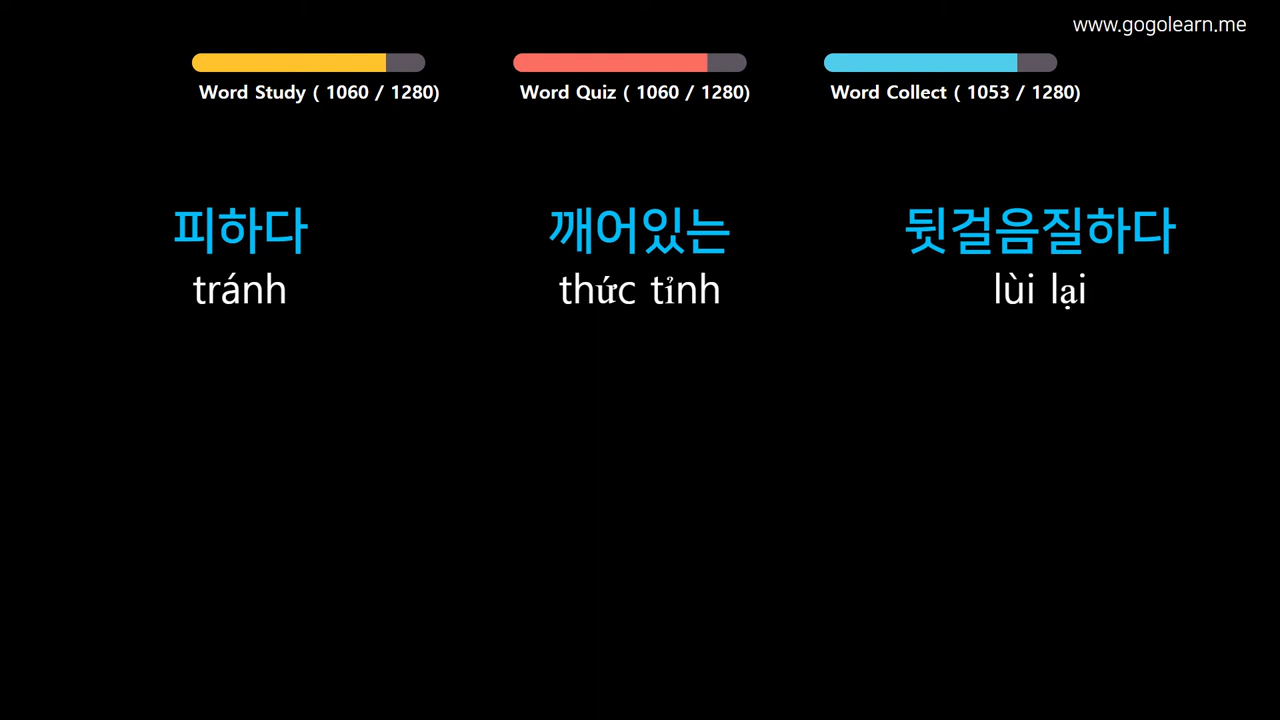 www.gogolearn.me
Word Study ( 1060 / 1280)
Word Quiz ( 1060 / 1280)
Word Collect ( 1053 / 1280)
피하다
tránh
깨어있는
thức tỉnh
뒷걸음질하다
lùi lại